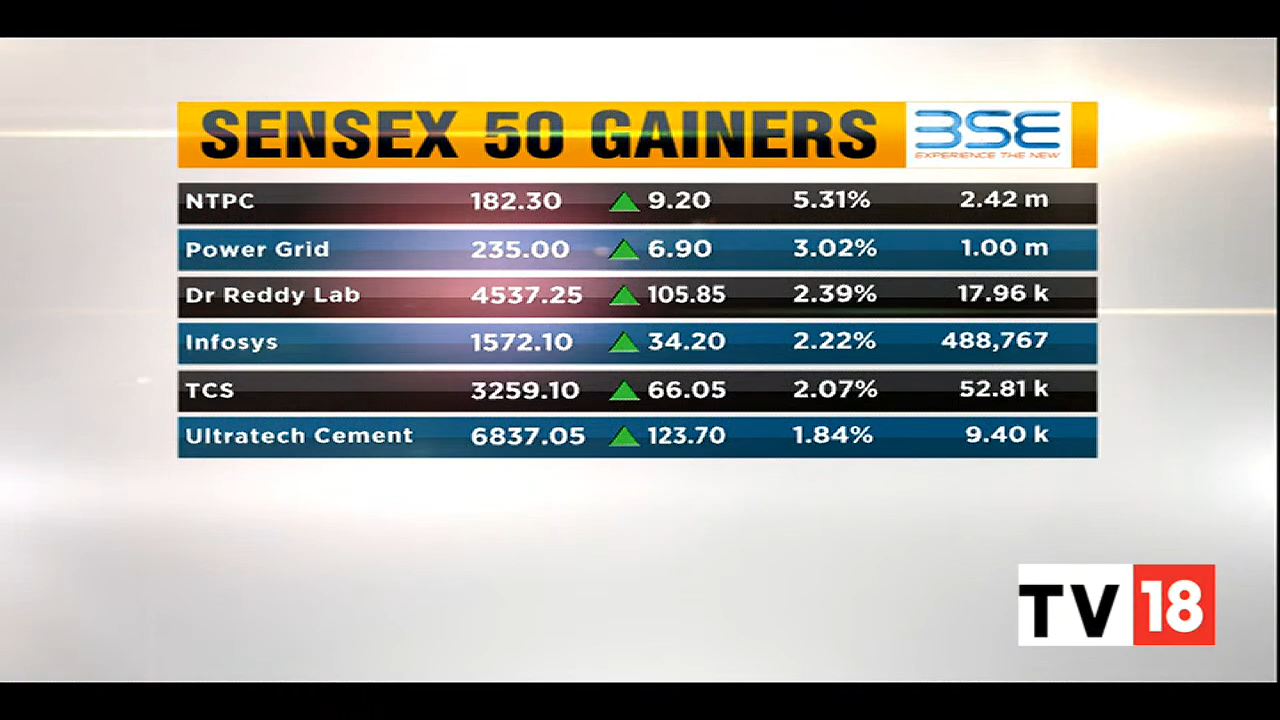 SENSEX 50 GAINERS BSE
EXPERIENCE THE NEW
NTPC 182.30 9.20 5.31% 2.42 m
Power Grid 235.00 6.90 3.02% 1.00 m
Dr Reddy Lab 4537.25 105.85 2.39% 17.96 k
Infosys 1572.10 34.20 2.22% 488,767
TCS 3259.10 66.05 2.07% 52.81 k
Ultratech Cement 6837.05 123.70 1.84% 9.40 k
TV18